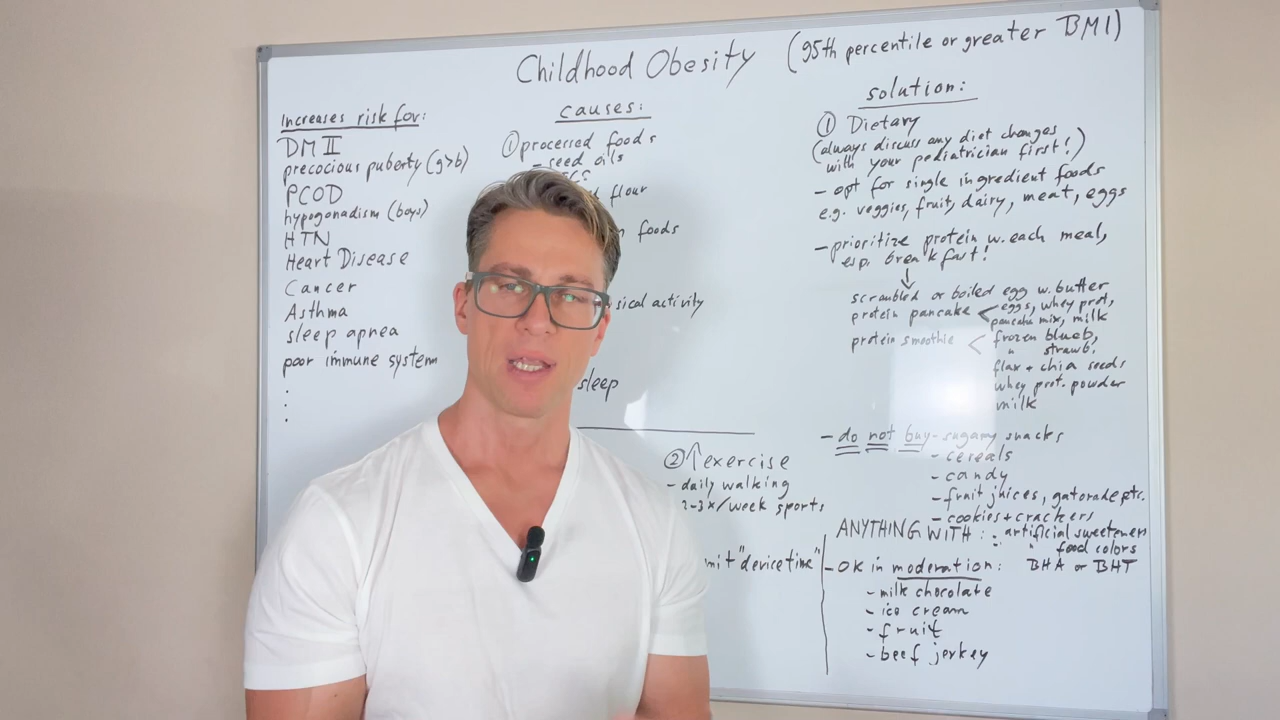 Childhood Obesity (95th percentile or greater BMI)
Increases risk for:
DM II
precocious puberty (g>b)
PCOD
hypogonadism (boys)
HTN
Heart Disease
Cancer
Asthma
sleep apnea
poor immune system
causes:
① processed foods
- seed oils
flour
foods
sical activity
sleep
② ↑ exercise
- daily walking
2-3x/week sports
mit "device time"
solution:
① Dietary
(always discuss any diet changes
with your pediatrician first!)
- opt for single ingredient foods
e.g. veggies, fruit, dairy, meat, eggs
- prioritize protein w. each meal,
esp. breakfast!
scrambled or boiled egg w. butter
protein pancake < eggs, whey prot,
pancake mix, milk
protein smoothie < frozen blueb,
" strawb.
flax + chia seeds
whey prot. powder
milk
- do not buy - sugary snacks
- cereals
- candy
- fruit juices, gatorade etc.
- cookies + crackers
ANYTHING WITH: - artificial sweeteners
" food colors
BHA or BHT
- OK in moderation:
- milk chocolate
- ice cream
- fruit
- beef jerky